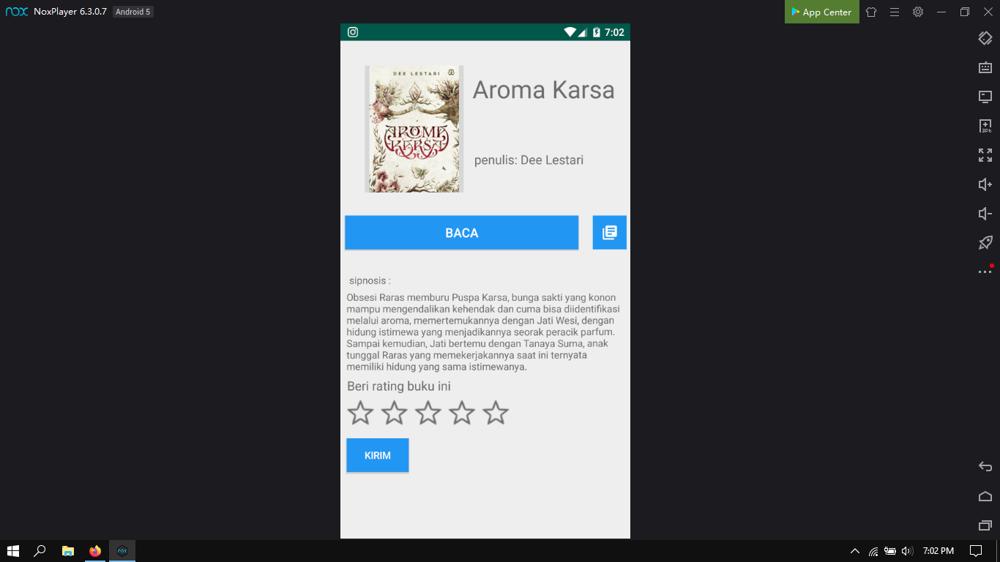 nox NoxPlayer 6.3.0.7 Android 5
App Center
7:02
DEE LESTARI
AROMA
KARSA
Aroma Karsa
penulis: Dee Lestari
BACA
sipnosis :
Obsesi Raras memburu Puspa Karsa, bunga sakti yang konon
mampu mengendalikan kehendak dan cuma bisa diidentifikasi
melalui aroma, memertemukannya dengan Jati Wesi, dengan
hidung istimewa yang menjadikannya seorak peracik parfum.
Sampai kemudian, Jati bertemu dengan Tanaya Suma, anak
tunggal Raras yang memekerjakannya saat ini ternyata
memiliki hidung yang sama istimewanya.
Beri rating buku ini
KIRIM
nox
7:02 PM